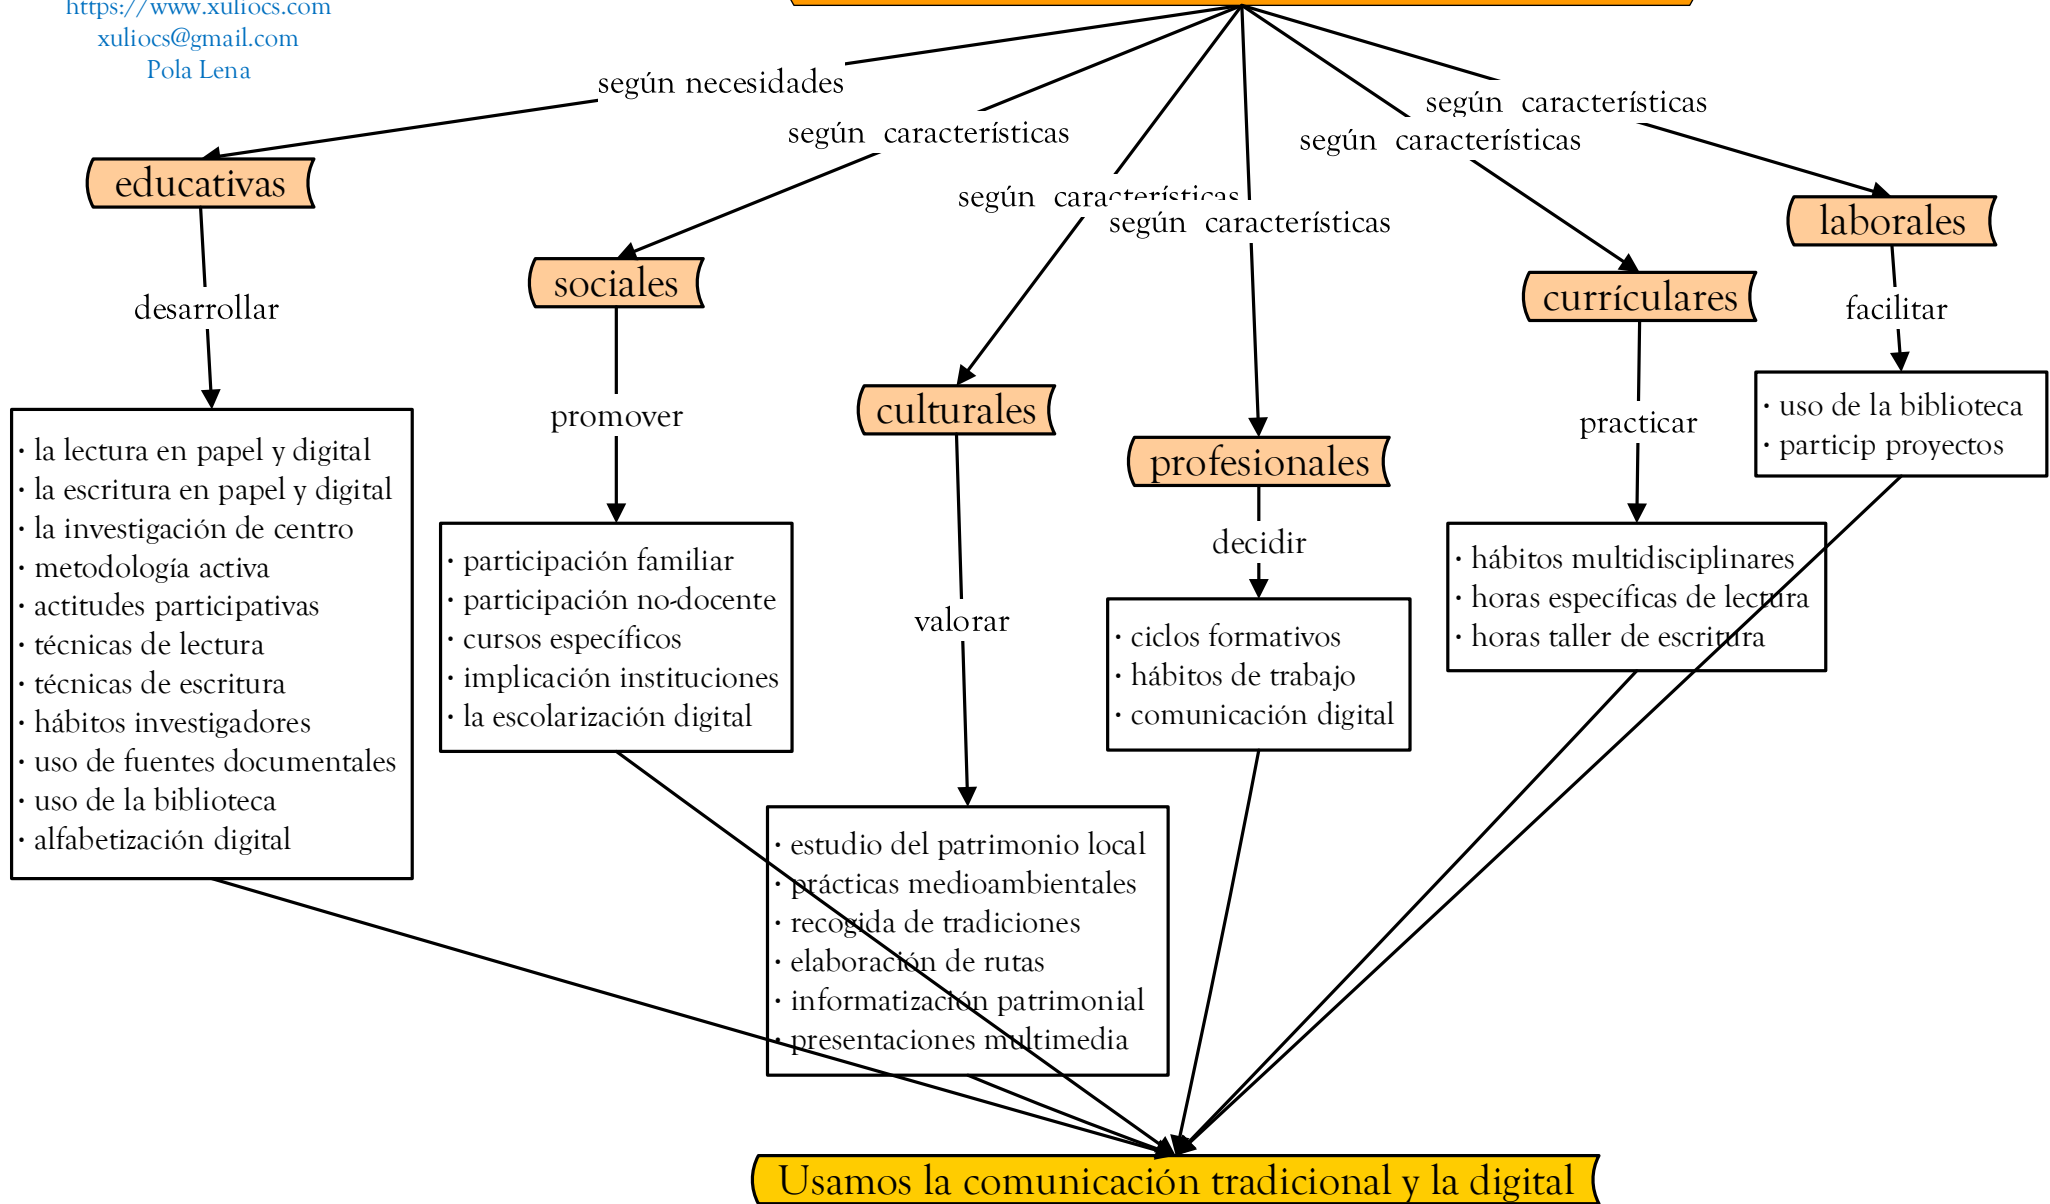 https://www.xuliocs.com
xuliocs@gmail.com
Pola Lena
según necesidades
según características
según características
según características
según características
según características
educativas
sociales
culturales
profesionales
currículares
laborales
desarrollar
promover
valorar
decidir
practicar
facilitar
· la lectura en papel y digital
· la escritura en papel y digital
· la investigación de centro
· metodología activa
· actitudes participativas
· técnicas de lectura
· técnicas de escritura
· hábitos investigadores
· uso de fuentes documentales
· uso de la biblioteca
· alfabetización digital
· participación familiar
· participación no-docente
· cursos específicos
· implicación instituciones
· la escolarización digital
· estudio del patrimonio local
· prácticas medioambientales
· recogida de tradiciones
· elaboración de rutas
· informatización patrimonial
· presentaciones multimedia
· ciclos formativos
· hábitos de trabajo
· comunicación digital
· hábitos multidisciplinares
· horas específicas de lectura
· horas taller de escritura
· uso de la biblioteca
· particip proyectos
Usamos la comunicación tradicional y la digital